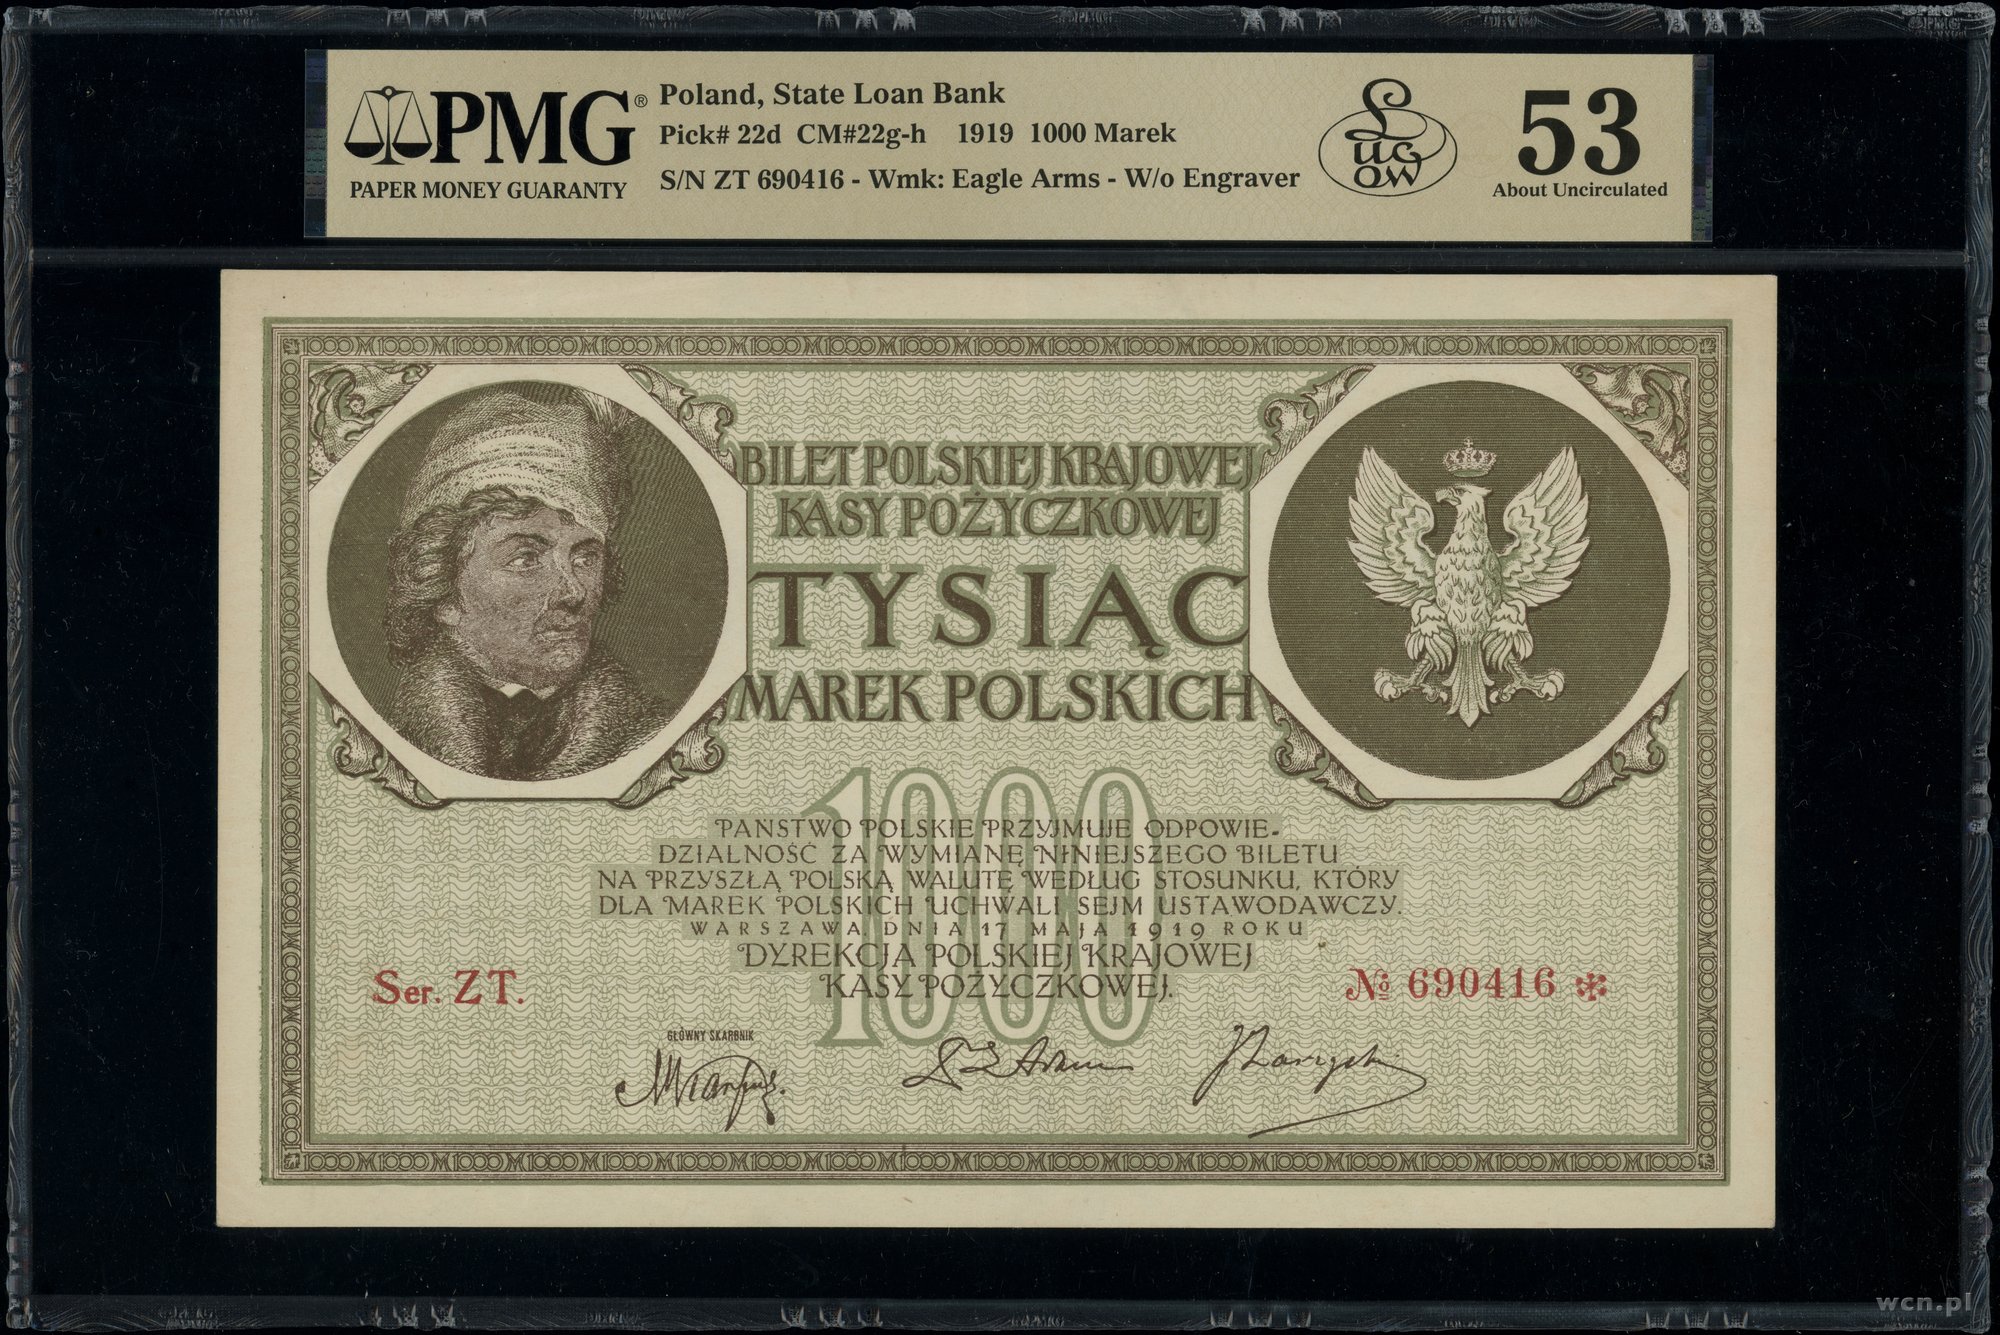 PMG®
PAPER MONEY GUARANTY
Poland, State Loan Bank
Pick# 22d CM#22g-h 1919 1000 Marek
S/N ZT 690416 - Wmk: Eagle Arms - W/o Engraver
Lucow
53
About Uncirculated
BILET POLSKIEJ KRAJOWEJ
KASY POŻYCZKOWEJ
TYSIĄC
MAREK POLSKICH
1000
PAŃSTWO POLSKIE PRZYJMUJE ODPOWIE-
DZIALNOŚĆ ZA WYMIANĘ NINIEJSZEGO BILETU
NA PRZYSZŁĄ POLSKĄ WALUTĘ WEDŁUG STOSUNKU, KTÓRY
DLA MAREK POLSKICH UCHWALI SEJM USTAWODAWCZY.
WARSZAWA, DNIA 17 MAJA 1919 ROKU
DYREKCJA POLSKIEJ KRAJOWEJ
KASY POŻYCZKOWEJ.
Ser. ZT.
№ 690416 *
GŁÓWNY SKARBNIK
wcn.pl